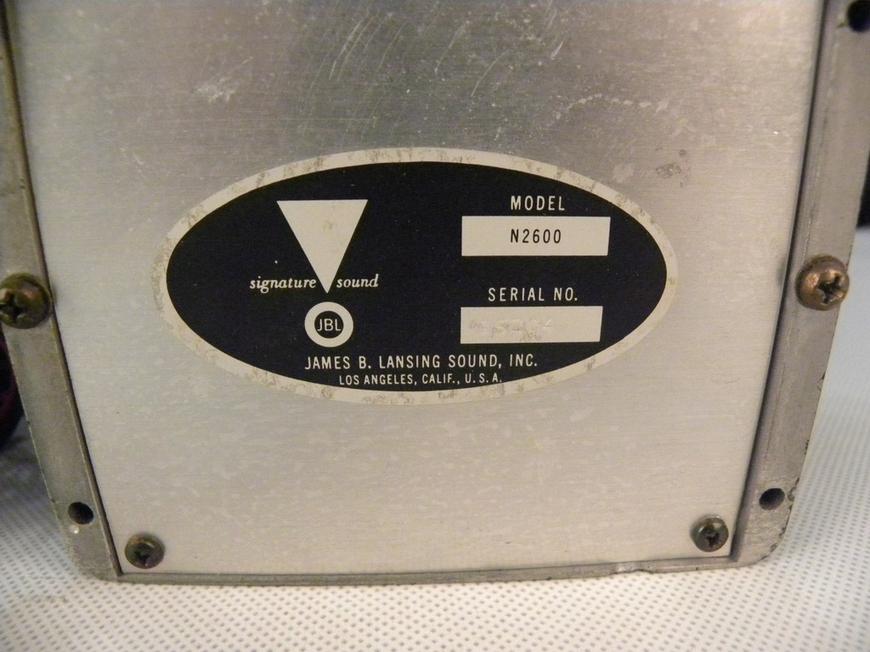 MODEL
N2600
signature sound
SERIAL NO.
JBL
JAMES B. LANSING SOUND, INC.
LOS ANGELES, CALIF., U.S.A.